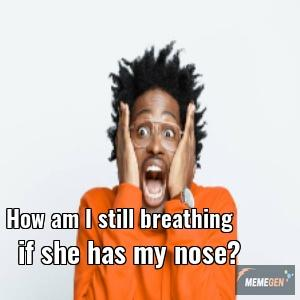 How am I still breathing
if she has my nose?
MEMEGEN